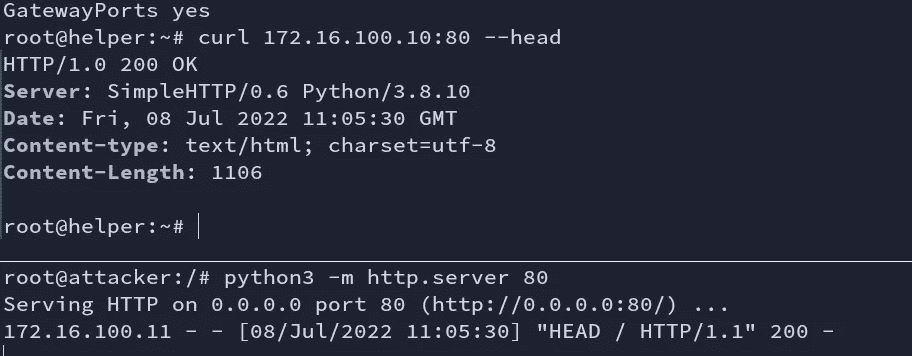 GatewayPorts yes
root@helper:~# curl 172.16.100.10:80 --head
HTTP/1.0 200 OK
Server: SimpleHTTP/0.6 Python/3.8.10
Date: Fri, 08 Jul 2022 11:05:30 GMT
Content-type: text/html; charset=utf-8
Content-Length: 1106
root@helper:~#
root@attacker:/# python3 -m http.server 80
Serving HTTP on 0.0.0.0 port 80 (http://0.0.0.0:80/) ...
172.16.100.11 - - [08/Jul/2022 11:05:30] "HEAD / HTTP/1.1" 200 -